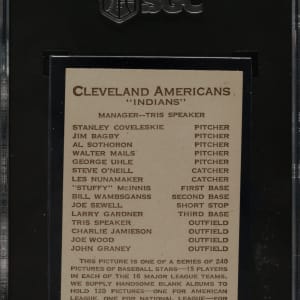 SGC
CLEVELAND AMERICANS
"INDIANS"
MANAGER—TRIS SPEAKER
STANLEY COVELESKIE PITCHER
JIM BAGBY PITCHER
AL SOTHORON PITCHER
WALTER MAILS PITCHER
GEORGE UHLE PITCHER
STEVE O'NEILL CATCHER
LES NUNAMAKER CATCHER
"STUFFY" McINNIS FIRST BASE
BILL WAMBSGANSS SECOND BASE
JOE SEWELL SHORT STOP
LARRY GARDNER THIRD BASE
TRIS SPEAKER OUTFIELD
CHARLIE JAMIESON OUTFIELD
JOE WOOD OUTFIELD
JOHN GRANEY OUTFIELD
THIS PICTURE IS ONE OF A SERIES OF 240
PICTURES OF BASEBALL STARS—15 PLAYERS
IN EACH OF THE 16 MAJOR LEAGUE TEAMS.
WE SUPPLY HANDSOME BLANK ALBUMS TO
HOLD 120 PICTURES—ONE FOR AMERICAN
LEAGUE, ONE FOR NATIONAL LEAGUE—FOR